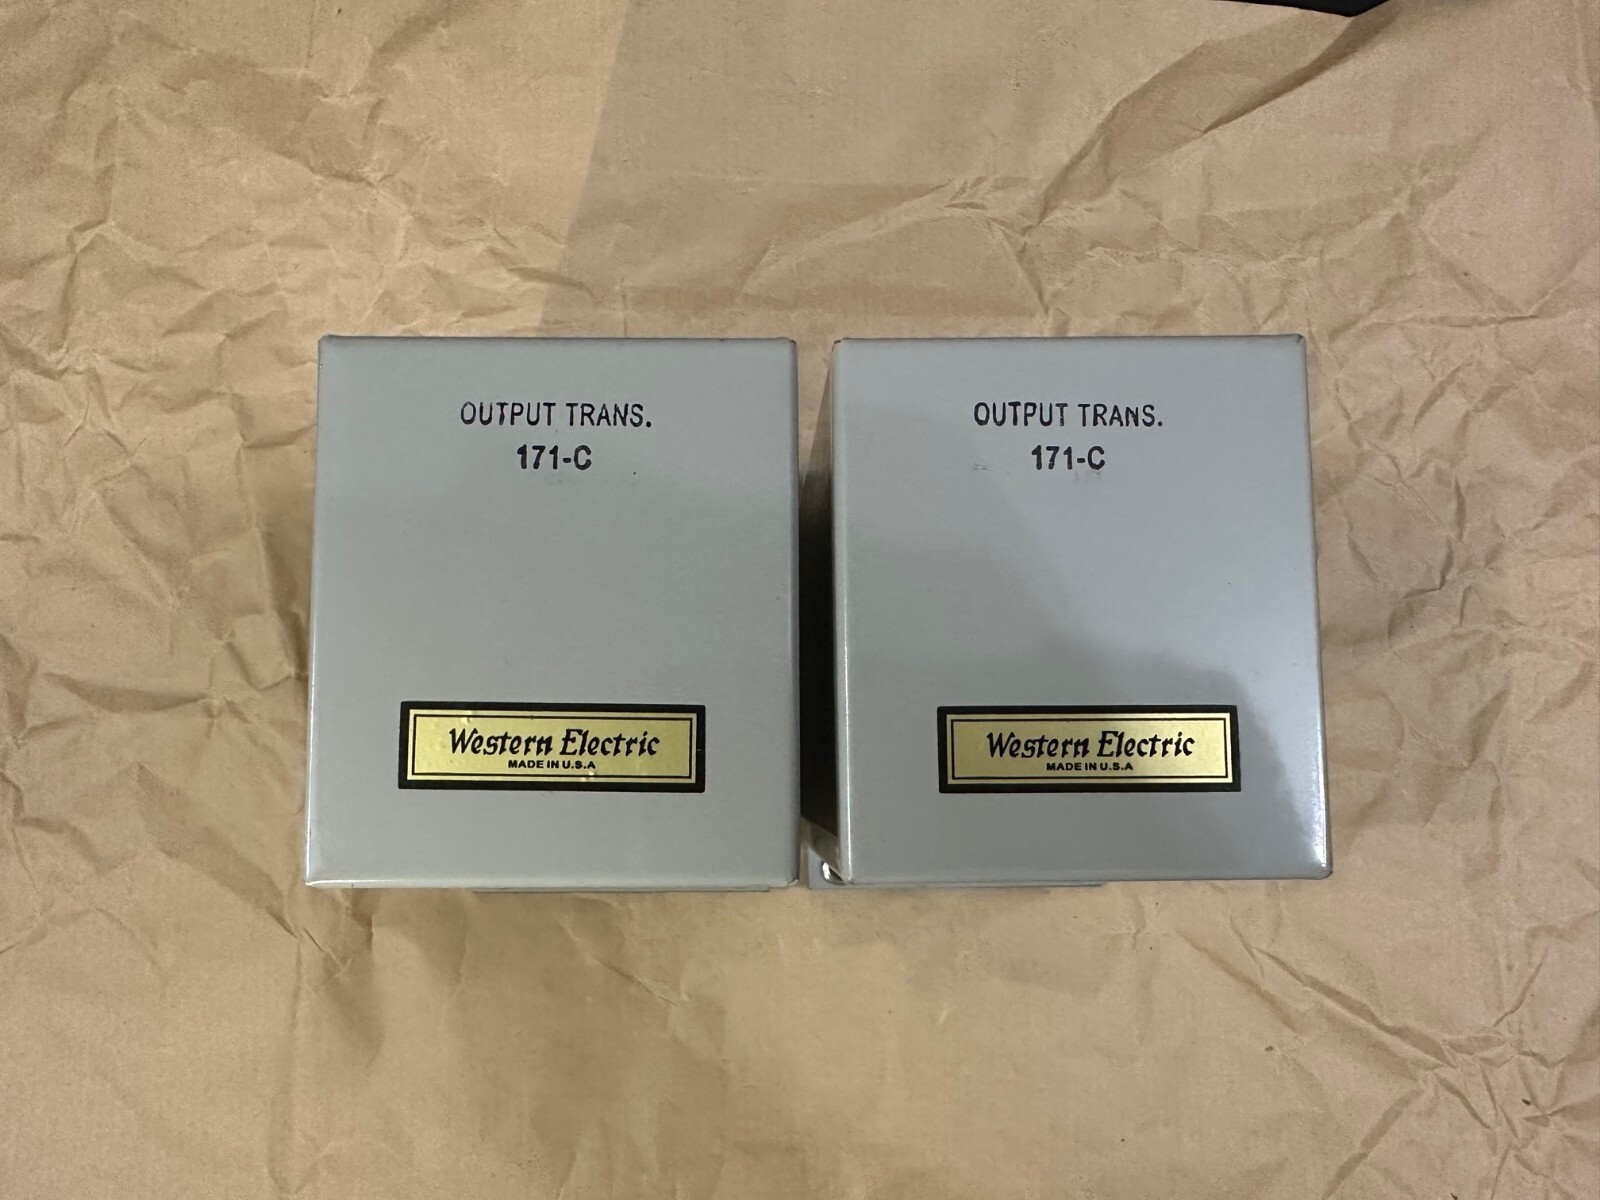 OUTPUT TRANS.
171-C
Western Electric
MADE IN U.S.A
OUTPUT TRANS.
171-C
Western Electric
MADE IN U.S.A